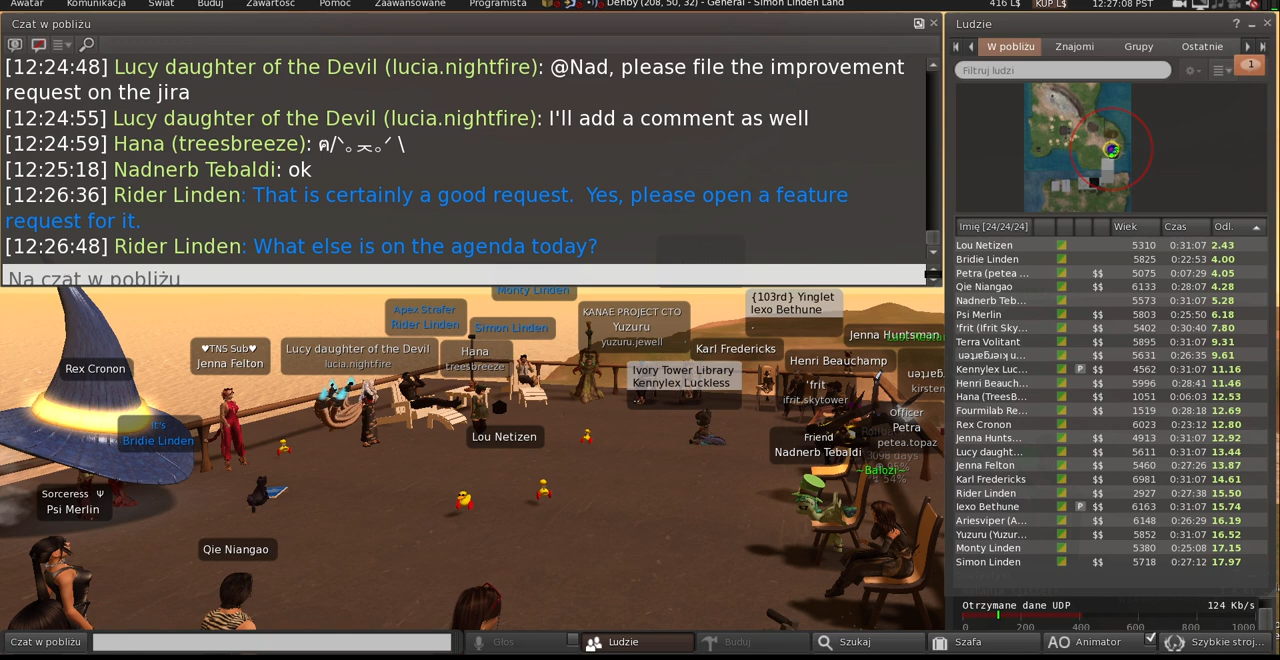 Awatar Komunikacja Świat Buduj Zawartość Pomoc Zaawansowane Programista Denby (208, 50, 32) - General - Simon Linden Land 416 L$ KUP L$ 12:27:08 PST
Czat w pobliżu
[12:24:48] Lucy daughter of the Devil (lucia.nightfire): @Nad, please file the improvement
request on the jira
[12:24:55] Lucy daughter of the Devil (lucia.nightfire): I'll add a comment as well
[12:24:59] Hana (treesbreeze):
[12:25:18] Nadnerb Tebaldi: ok
[12:26:36] Rider Linden: That is certainly a good request. Yes, please open a feature
request for it.
[12:26:48] Rider Linden: What else is on the agenda today?
Na czat w pobliżu
Monty Linden
Apex Strafer
Rider Linden
Simon Linden
KANAE PROJECT CTO
Yuzuru
yuzuru.jewell
{103rd} Yinglet
Iexo Bethune
.
Jenna Huntsman
♥TNS Sub♥
Jenna Felton
Lucy daughter of the Devil
lucia.nightfire
Hana
treesbreeze
Karl Fredericks
Henri Beauchamp
Rex Cronon
Ivory Tower Library
Kennylex Luckless
.
'frit
ifrit.skytower
kirsten
Officer
Petra
petea.topaz
It's
Bridie Linden
Lou Netizen
Friend
Nadnerb Tebaldi
3098 days
~Balozi~
54%
Sorceress Ψ
Psi Merlin
Qie Niangao
Ludzie
W pobliżu Znajomi Grupy Ostatnie
Filtruj ludzi
1
Imię [24/24/24] Wiek Czas Odl.
Lou Netizen 5310 0:31:07 2.43
Bridie Linden 5825 0:22:53 4.00
Petra (petea ... $$ 5075 0:07:29 4.05
Qie Niangao $$ 6133 0:28:07 4.28
Nadnerb Teb... 5573 0:31:07 5.28
Psi Merlin $$ 5803 0:25:50 6.18
'frit (Ifrit Sky... $$ 5402 0:30:40 7.80
Terra Volitant $$ 5895 0:31:07 9.31
$$ 5631 0:26:35 9.61
Kennylex Luc... P $$ 4562 0:31:07 11.16
Henri Beauch... $$ 5996 0:28:41 11.46
Hana (TreesB... $$ 1051 0:06:03 12.53
Fourmilab Re... $$ 1519 0:28:18 12.69
Rex Cronon 6023 0:23:12 12.80
Jenna Hunts... $$ 4913 0:31:07 12.92
Lucy daught... $$ 5611 0:31:07 13.44
Jenna Felton $$ 5460 0:27:26 13.87
Karl Fredericks $$ 6981 0:31:07 14.61
Rider Linden $$ 2927 0:27:38 15.50
Iexo Bethune P $$ 6163 0:31:07 15.74
Ariesviper (A... $$ 6148 0:26:29 16.19
Yuzuru (Yuzur... $$ 5852 0:31:07 16.52
Monty Linden 5380 0:25:08 17.15
Simon Linden $$ 5718 0:27:12 17.97
Otrzymane dane UDP 124 Kb/s
0 200 400 600 800 1000
Czat w pobliżu Głos Ludzie Buduj Szukaj Szafa AO Animator Szybkie stroj...